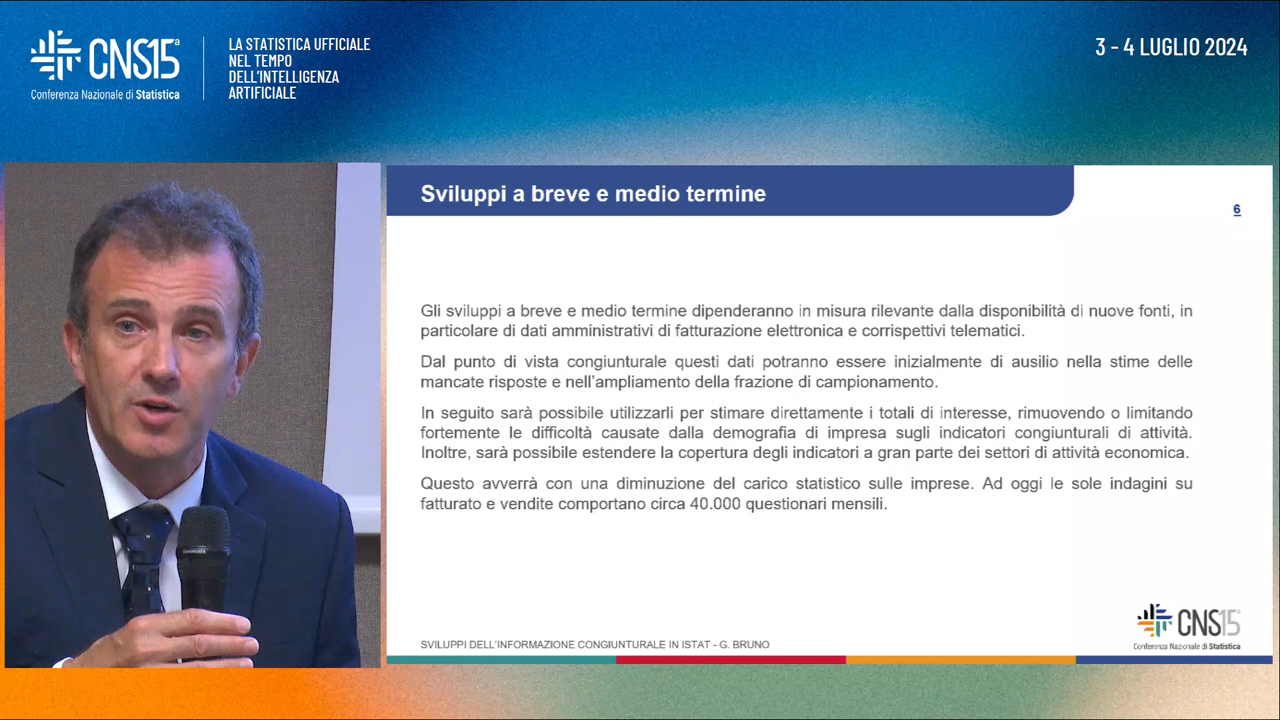 CNS15ª
Conferenza Nazionale di Statistica
LA STATISTICA UFFICIALE
NEL TEMPO
DELL'INTELLIGENZA
ARTIFICIALE
3 - 4 LUGLIO 2024
Sviluppi a breve e medio termine
6
Gli sviluppi a breve e medio termine dipenderanno in misura rilevante dalla disponibilità di nuove fonti, in
particolare di dati amministrativi di fatturazione elettronica e corrispettivi telematici.
Dal punto di vista congiunturale questi dati potranno essere inizialmente di ausilio nella stime delle
mancate risposte e nell'ampliamento della frazione di campionamento.
In seguito sarà possibile utilizzarli per stimare direttamente i totali di interesse, rimuovendo o limitando
fortemente le difficoltà causate dalla demografia di impresa sugli indicatori congiunturali di attività.
Inoltre, sarà possibile estendere la copertura degli indicatori a gran parte dei settori di attività economica.
Questo avverrà con una diminuzione del carico statistico sulle imprese. Ad oggi le sole indagini su
fatturato e vendite comportano circa 40.000 questionari mensili.
SVILUPPI DELL'INFORMAZIONE CONGIUNTURALE IN ISTAT - G. BRUNO
CNS15ª
Conferenza Nazionale di Statistica